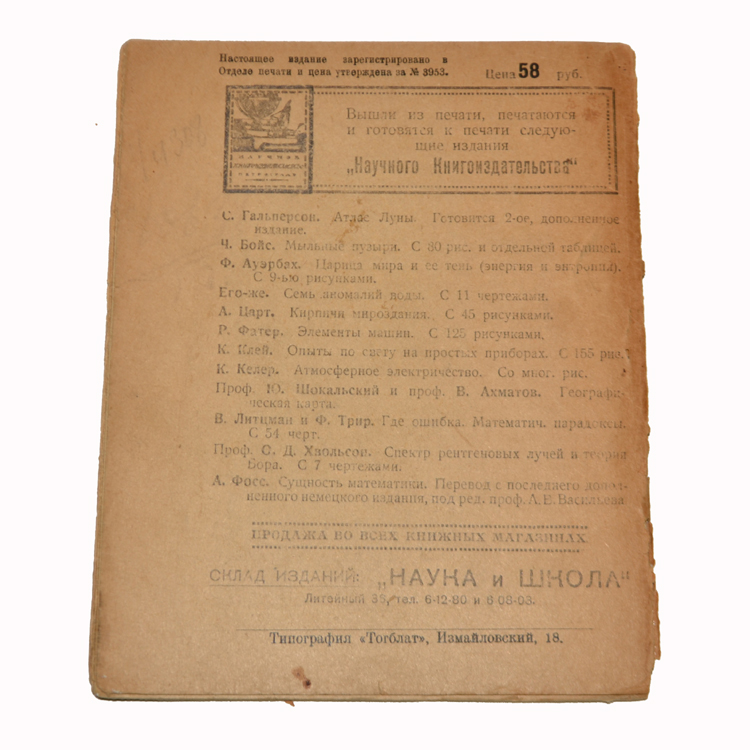 Настоящее издание зарегистрировано в
Отделе печати и цена утверждена за № 3953.
Цена 58 руб.
Вышли из печати, печатаются
и готовятся к печати следую-
щие издания
„Научного Книгоиздательства“
С. Гальперсон. Атлас Луны. Готовится 2-ое, дополненное
издание.
Ч. Бойс. Мыльные пузыри. С 80 рис. и отдельной таблицей.
Ф. Ауэрбах. Царица мира и ее тень (энергия и энтропия).
С 9-ью рисунками.
Его-же. Семь аномалий воды. С 11 чертежами.
Л. Царт. Кирпичи мироздания. С 45 рисунками.
Р. Фатер. Элементы машин. С 125 рисунками.
К. Клей. Опыты по свету на простых приборах. С 155 рис.
К. Келер. Атмосферное электричество. Со мног. рис.
Проф. Ю. Шокальский и проф. В. Ахматов. Географи-
ческая карта.
В. Литцман и Ф. Трир. Где ошибка. Математич. парадоксы.
С 54 черт.
Проф. О. Д. Хвольсон. Спектр рентгеновых лучей и теория
Бора. С 7 чертежами.
А. Фосс. Сущность математики. Перевод с последнего допол-
ненного немецкого издания, под ред. проф. А. В. Васильева
ПРОДАЖА ВО ВСЕХ КНИЖНЫХ МАГАЗИНАХ
СКЛАД ИЗДАНИЙ: „НАУКА и ШКОЛА“
Литейный 35, тел. 6-12-80 и 6-08-03.
Типография «Тогблат», Измайловский, 18.